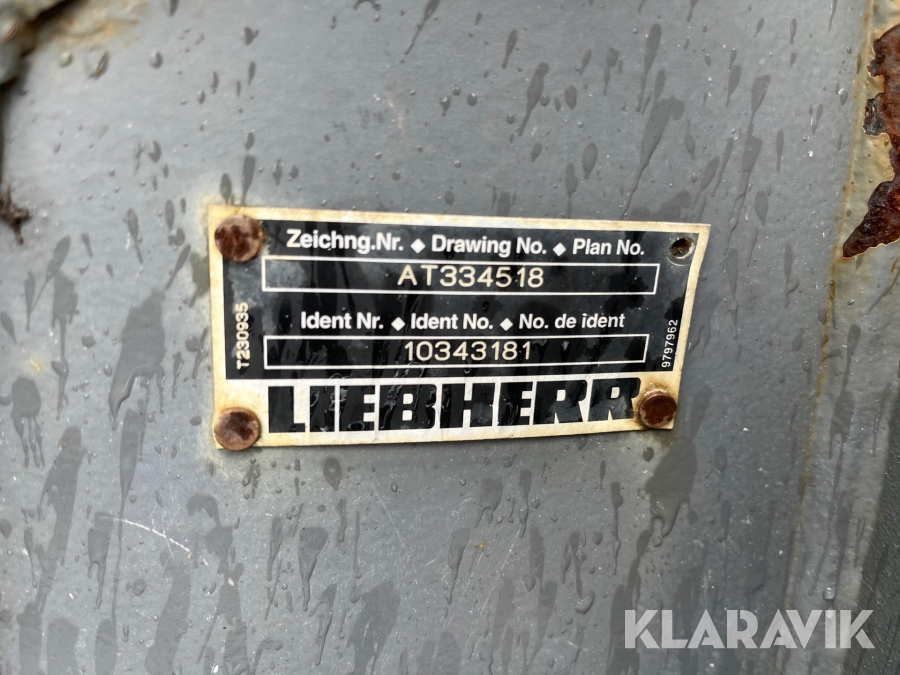 Zeichng.Nr. ◆ Drawing No. ◆ Plan No.
AT334518
Ident Nr. ◆ Ident No. ◆ No. de ident
10343181
T230935
9797962
LIEBHERR
KLARAVIK